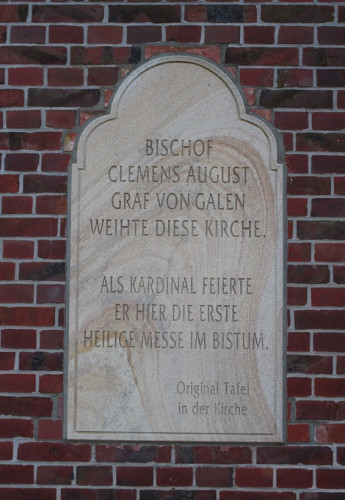 BISCHOF
CLEMENS AUGUST
GRAF VON GALEN
WEIHTE DIESE KIRCHE.
ALS KARDINAL FEIERTE
ER HIER DIE ERSTE
HEILIGE MESSE IM BISTUM.
Original Tafel
in der Kirche